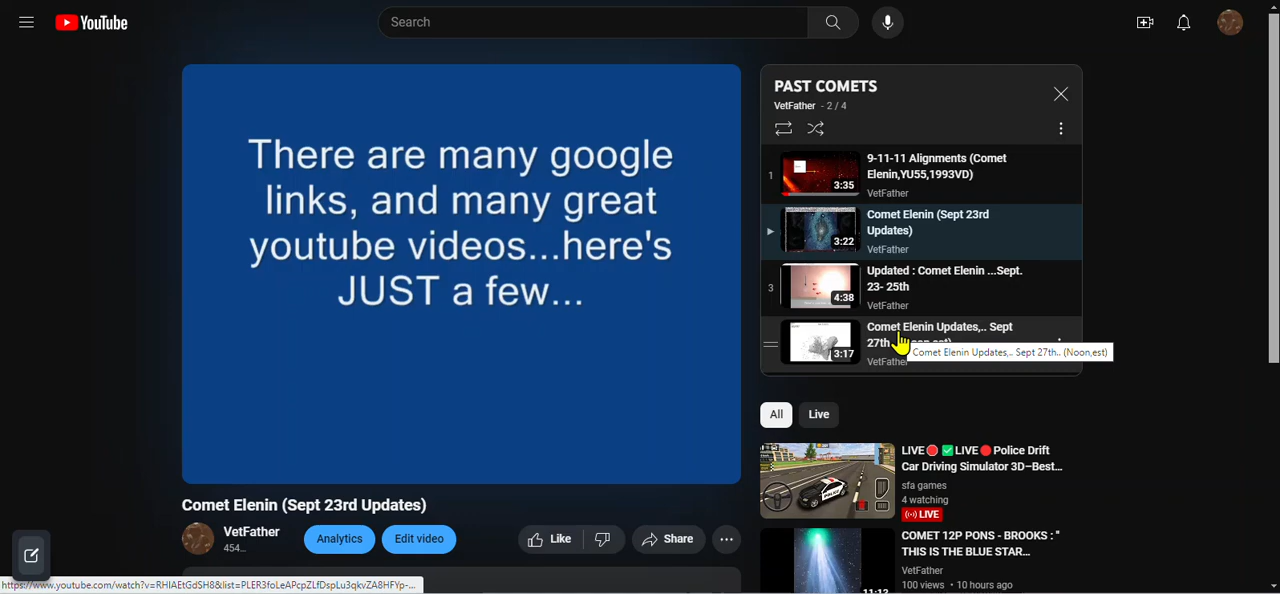 YouTube
Search
There are many google
links, and many great
youtube videos...here's
JUST a few...
Comet Elenin (Sept 23rd Updates)
VetFather
454...
Analytics
Edit video
Like
Share
PAST COMETS
VetFather - 2 / 4
1
3:35
9-11-11 Alignments (Comet
Elenin,YU55,1993VD)
VetFather
3:22
Comet Elenin (Sept 23rd
Updates)
VetFather
3
4:38
Updated : Comet Elenin ...Sept.
23- 25th
VetFather
3:17
Comet Elenin Updates,.. Sept
27th
VetFather
Comet Elenin Updates,.. Sept 27th.. (Noon,est)
All
Live
LIVE🔴 ✅LIVE🔴Police Drift
Car Driving Simulator 3D–Best...
sfa games
4 watching
LIVE
COMET 12P PONS - BROOKS : "
THIS IS THE BLUE STAR...
VetFather
100 views • 10 hours ago
11:13
https://www.youtube.com/watch?v=RHIAEtGdSH8&list=PLER3foLeAPcpZLfDspLu3qkvZA8HFYp-...